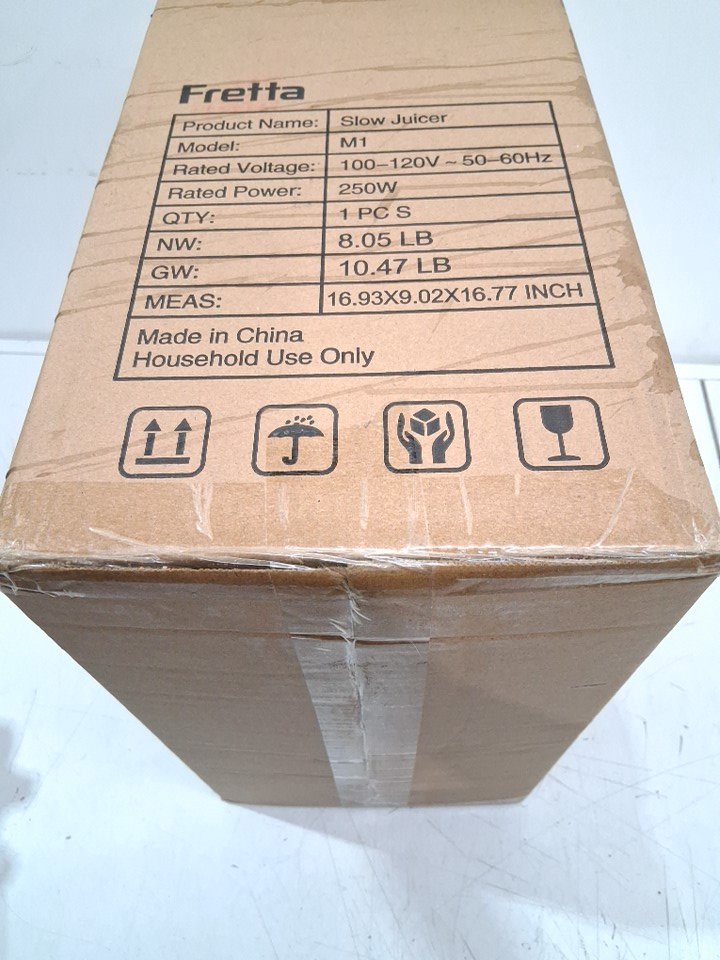 Fretta
Product Name: Slow Juicer
Model: M1
Rated Voltage: 100–120V ~ 50–60Hz
Rated Power: 250W
QTY: 1 PC S
NW: 8.05 LB
GW: 10.47 LB
MEAS: 16.93X9.02X16.77 INCH
Made in China
Household Use Only